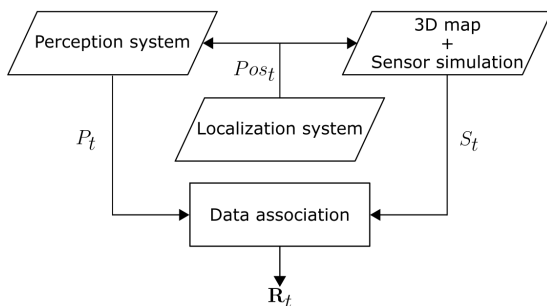 Perception system
3D map
+
Sensor simulation
Pos_t
Localization system
P_t
S_t
Data association
R_t